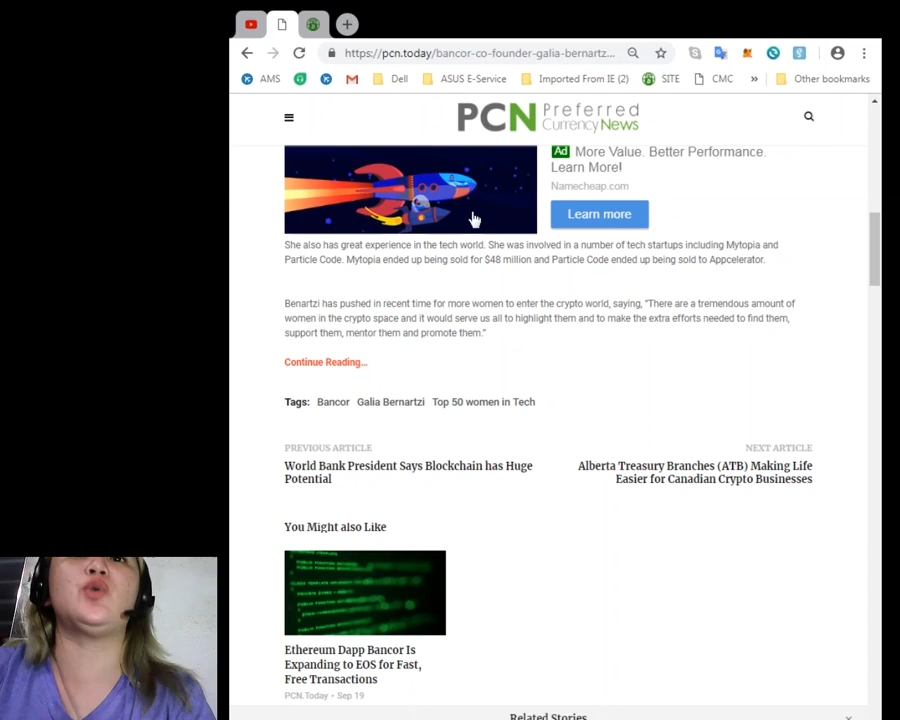 https://pcn.today/bancor-co-founder-galia-bernartz...
AMS
Dell
ASUS E-Service
Imported From IE (2)
SITE
CMC
»
Other bookmarks
PCN Preferred
Currency News
Ad More Value. Better Performance.
Learn More!
Namecheap.com
Learn more
She also has great experience in the tech world. She was involved in a number of tech startups including Mytopia and
Particle Code. Mytopia ended up being sold for $48 million and Particle Code ended up being sold to Appcelerator.
Benartzi has pushed in recent time for more women to enter the crypto world, saying, “There are a tremendous amount of
women in the crypto space and it would serve us all to highlight them and to make the extra efforts needed to find them,
support them, mentor them and promote them.”
Continue Reading...
Tags: Bancor Galia Bernartzi Top 50 women in Tech
PREVIOUS ARTICLE
World Bank President Says Blockchain has Huge
Potential
NEXT ARTICLE
Alberta Treasury Branches (ATB) Making Life
Easier for Canadian Crypto Businesses
You Might also Like
Ethereum Dapp Bancor Is
Expanding to EOS for Fast,
Free Transactions
PCN.Today • Sep 19
Related Stories